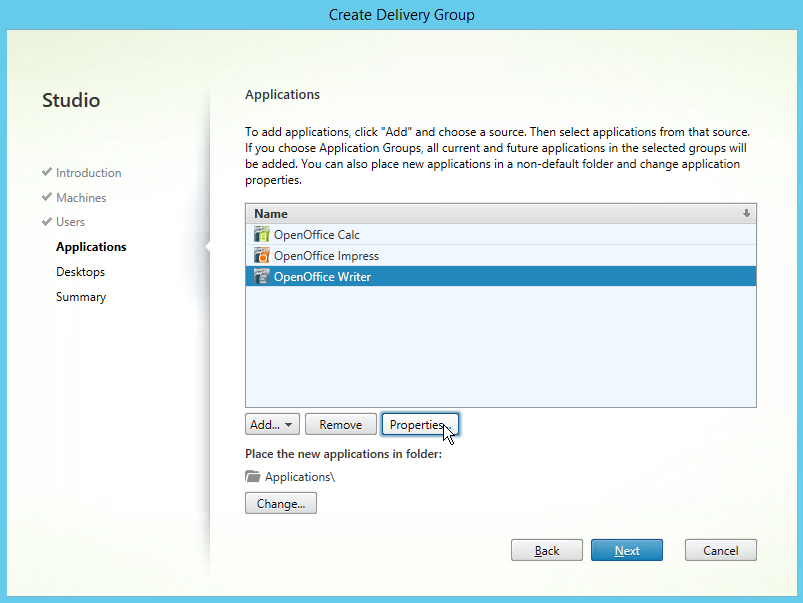 Create Delivery Group
Studio
Introduction
Machines
Users
Applications
Desktops
Summary
Applications
To add applications, click "Add" and choose a source. Then select applications from that source.
If you choose Application Groups, all current and future applications in the selected groups will
be added. You can also place new applications in a non-default folder and change application
properties.
Name
OpenOffice Calc
OpenOffice Impress
OpenOffice Writer
Add... Remove Properties...
Place the new applications in folder:
Applications\
Change...
Back Next Cancel